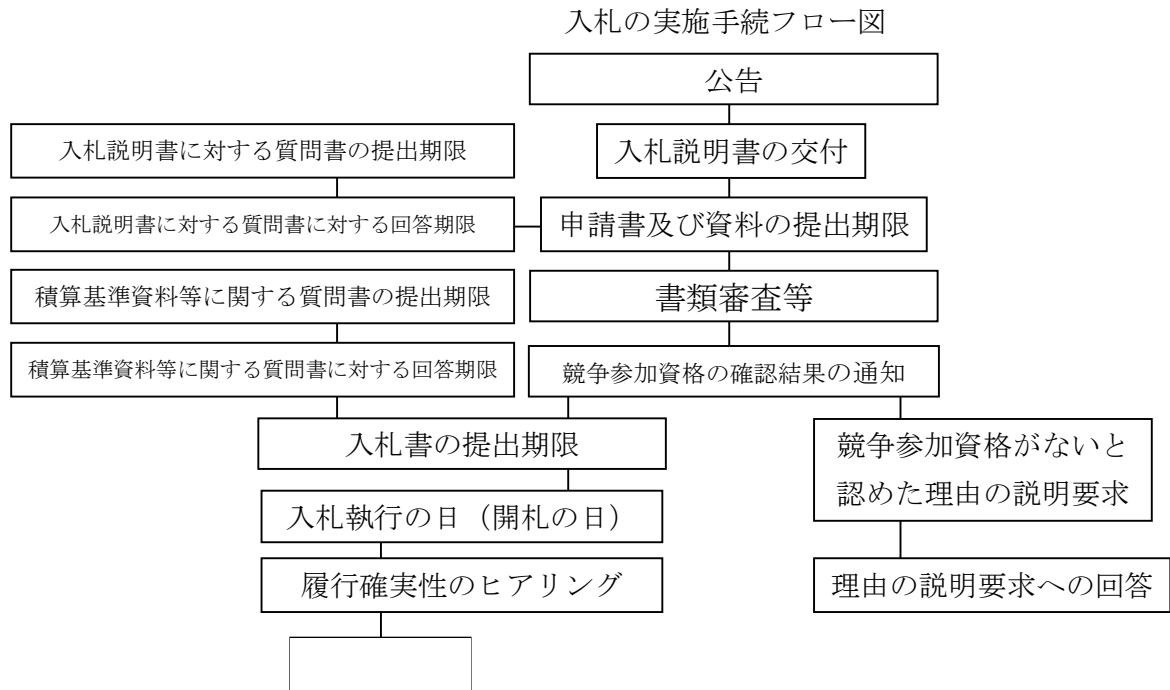 入札の実施手続フロー図
公告
入札説明書に対する質問書の提出期限
入札説明書の交付
入札説明書に対する質問書に対する回答期限
申請書及び資料の提出期限
積算基準資料等に関する質問書の提出期限
書類審査等
積算基準資料等に関する質問書に対する回答期限
競争参加資格の確認結果の通知
入札書の提出期限
競争参加資格がないと
認めた理由の説明要求
入札執行の日（開札の日）
履行確実性のヒアリング
理由の説明要求への回答